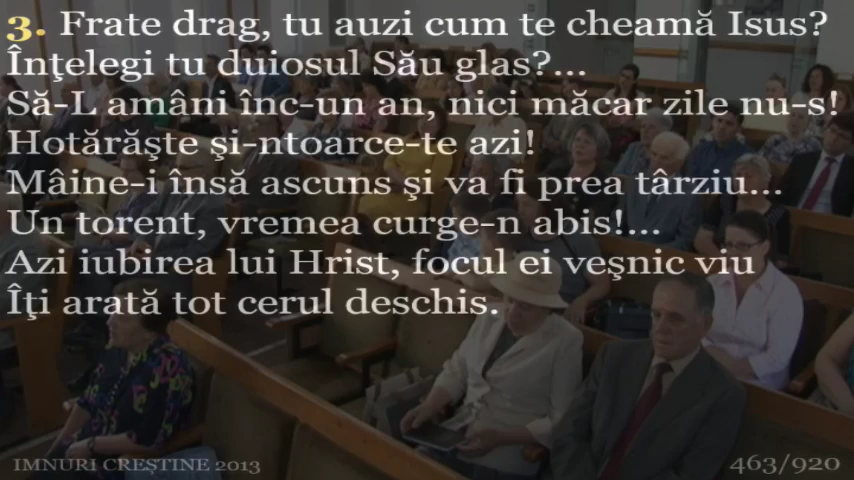 3. Frate drag, tu auzi cum te cheamă Isus?
Înţelegi tu duiosul Său glas?...
Să-L amâni înc-un an, nici măcar zile nu-s!
Hotărăşte şi-ntoarce-te azi!
Mâine-i însă ascuns şi va fi prea târziu...
Un torent, vremea curge-n abis!...
Azi iubirea lui Hrist, focul ei veşnic viu
Îţi arată tot cerul deschis.
IMNURI CREȘTINE 2013
463/920